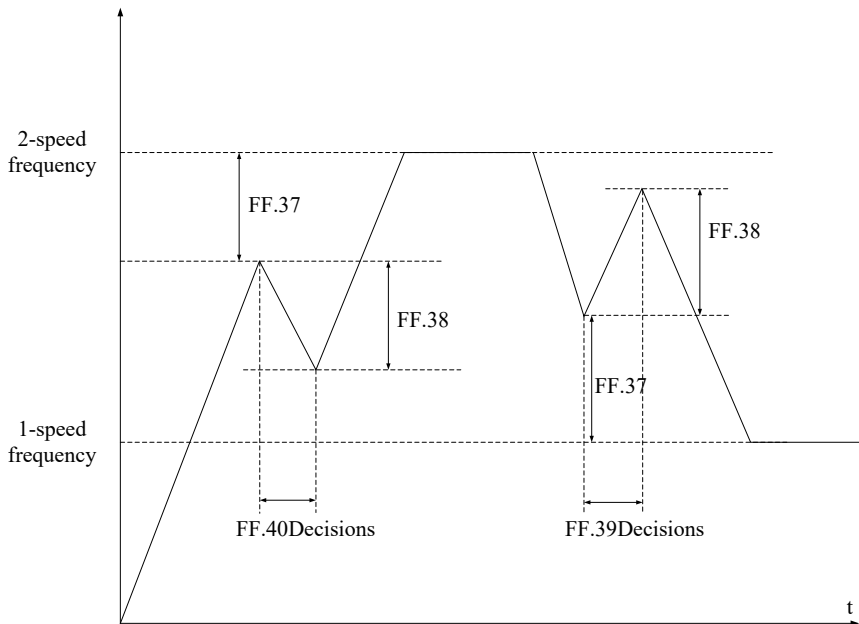 2-speed
frequency
FF.37
FF.38
FF.38
FF.37
1-speed
frequency
FF.40Decisions
FF.39Decisions
t